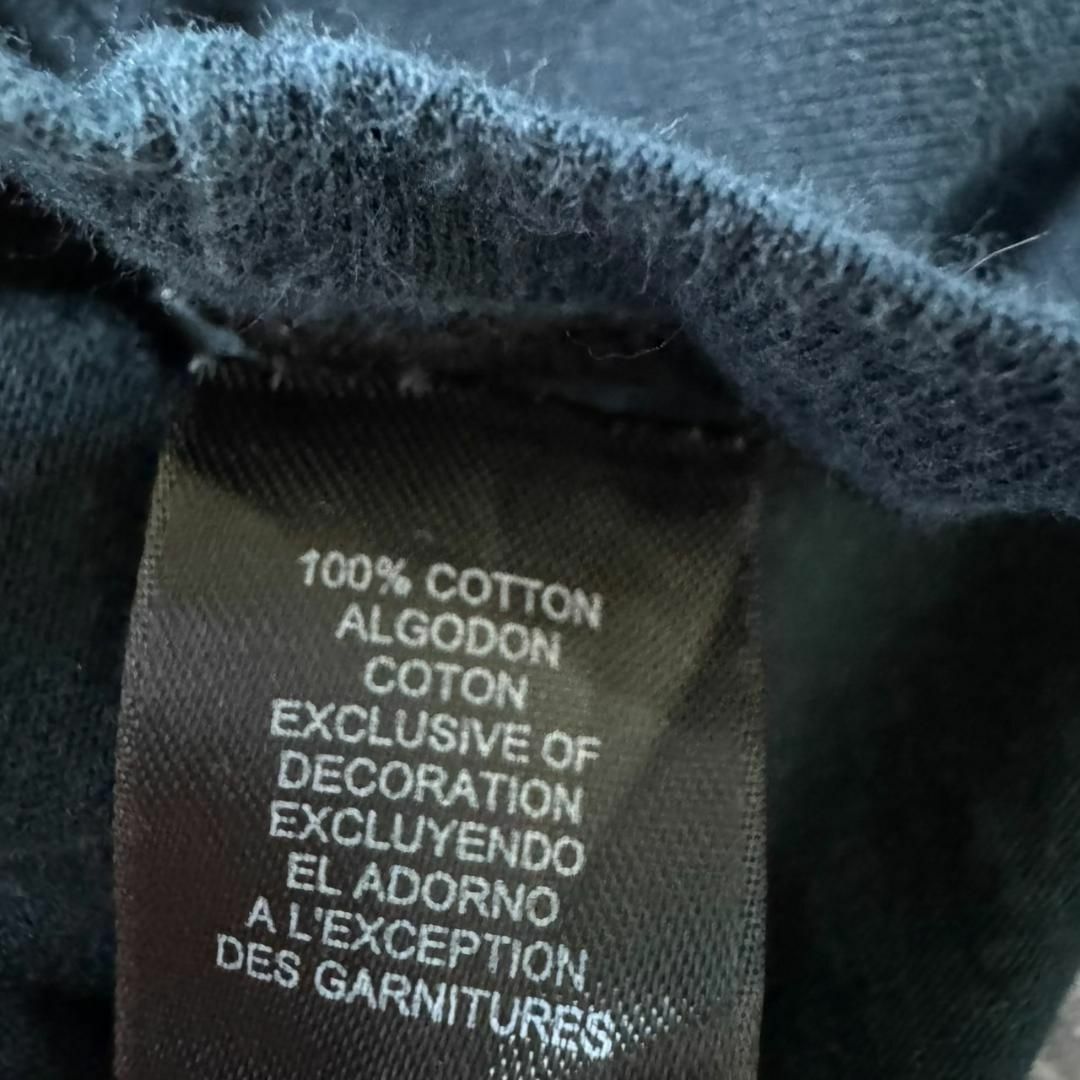 100% COTTON
ALGODON
COTON
EXCLUSIVE OF
DECORATION
EXCLUYENDO
EL ADORNO
A L'EXCEPTION
DES GARNITURES